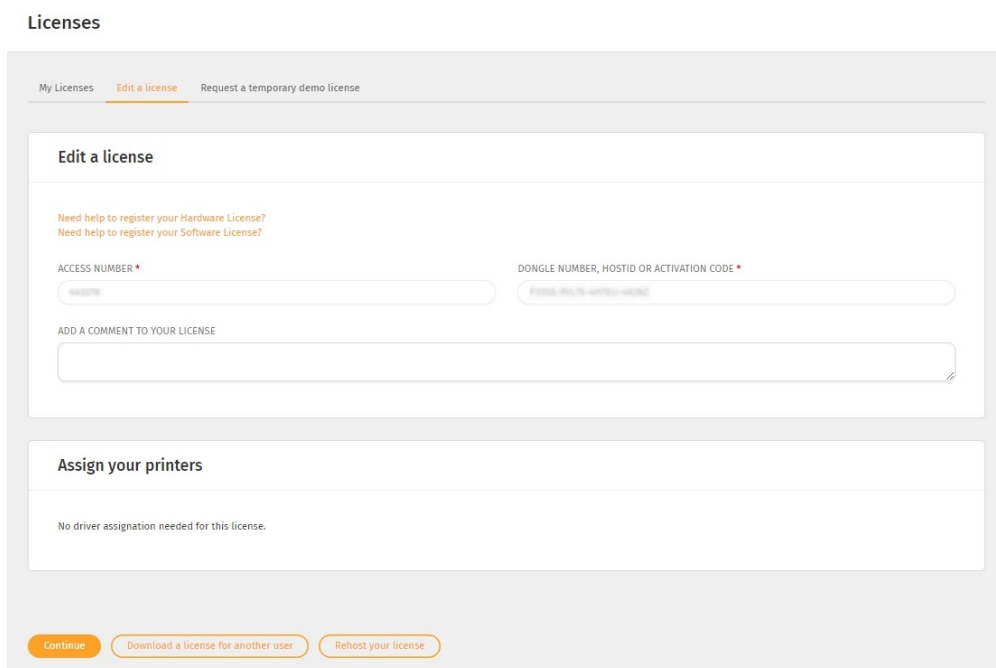 Licenses
My Licenses Edit a license Request a temporary demo license
Edit a license
Need help to register your Hardware License?
Need help to register your Software License?
ACCESS NUMBER * DONGLE NUMBER, HOSTID OR ACTIVATION CODE *
ADD A COMMENT TO YOUR LICENSE
Assign your printers
No driver assignation needed for this license.
Continue Download a license for another user Rehost your license